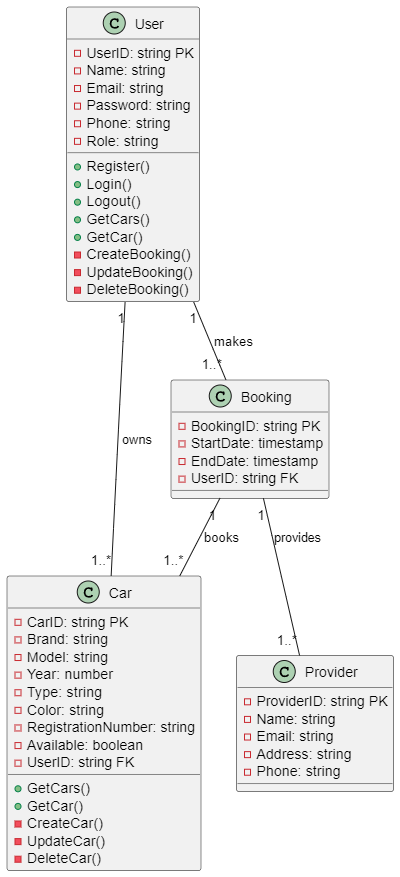 C User
UserID: string PK
Name: string
Email: string
Password: string
Phone: string
Role: string
Register()
Login()
Logout()
GetCars()
GetCar()
CreateBooking()
UpdateBooking()
DeleteBooking()
1
1
makes
1..*
C Booking
BookingID: string PK
StartDate: timestamp
EndDate: timestamp
UserID: string FK
owns
1
1
books
provides
1..*
1..*
C Car
CarID: string PK
Brand: string
Model: string
Year: number
Type: string
Color: string
RegistrationNumber: string
Available: boolean
UserID: string FK
GetCars()
GetCar()
CreateCar()
UpdateCar()
DeleteCar()
1..*
C Provider
ProviderID: string PK
Name: string
Email: string
Address: string
Phone: string